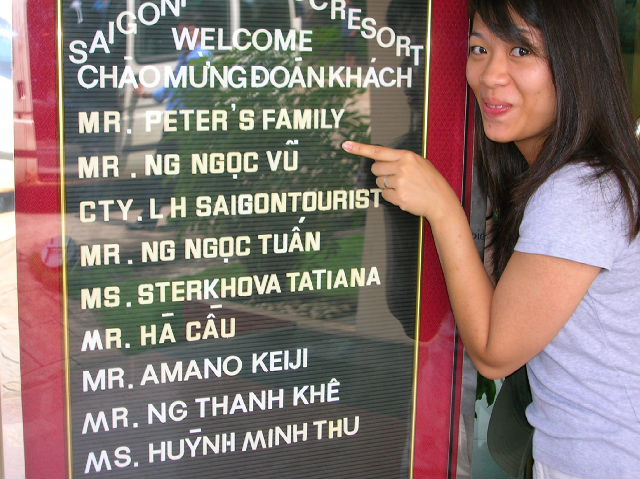 SAIGON RESORT
WELCOME
CHÀO MỪNG ĐOÀN KHÁCH
MR. PETER'S FAMILY
MR. NG NGỌC VŨ
CTY. L H SAIGONTOURIST
MR. NG NGỌC TUẤN
MS. STERKHOVA TATIANA
MR. HÀ CẦU
MR. AMANO KEIJI
MR. NG THANH KHÊ
MS. HUỲNH MINH THU